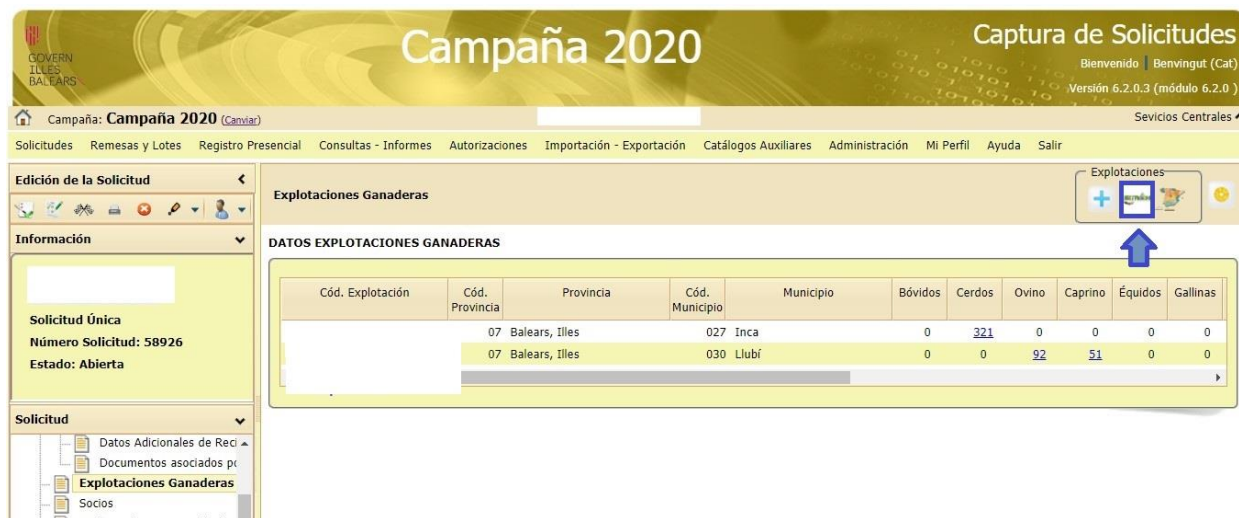 GOVERN
ILLES
BALEARS
Campaña 2020
Captura de Solicitudes
Bienvenido | Benvingut (Cat)
Versión 6.2.0.3 (módulo 6.2.0 )
Campaña: Campaña 2020 (Canviar)
Sevicios Centrales
Solicitudes Remesas y Lotes Registro Presencial Consultas - Informes Autorizaciones Importación - Exportación Catálogos Auxiliares Administración Mi Perfil Ayuda Salir
Edición de la Solicitud
Explotaciones Ganaderas
Explotaciones
Información
DATOS EXPLOTACIONES GANADERAS
Solicitud Única
Número Solicitud: 58926
Estado: Abierta
Cód. Explotación Cód. Provincia Provincia Cód. Municipio Municipio Bóvidos Cerdos Ovino Caprino Équidos Gallinas
07 Balears, Illes 027 Inca 0 321 0 0 0 0
07 Balears, Illes 030 Llubí 0 0 92 51 0 0
Solicitud
Datos Adicionales de Reci
Documentos asociados po
Explotaciones Ganaderas
Socios